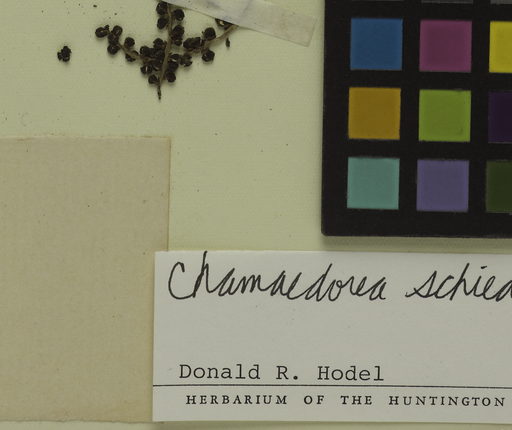 Chamaedorea schied
Donald R. Hodel
HERBARIUM OF THE HUNTINGTON